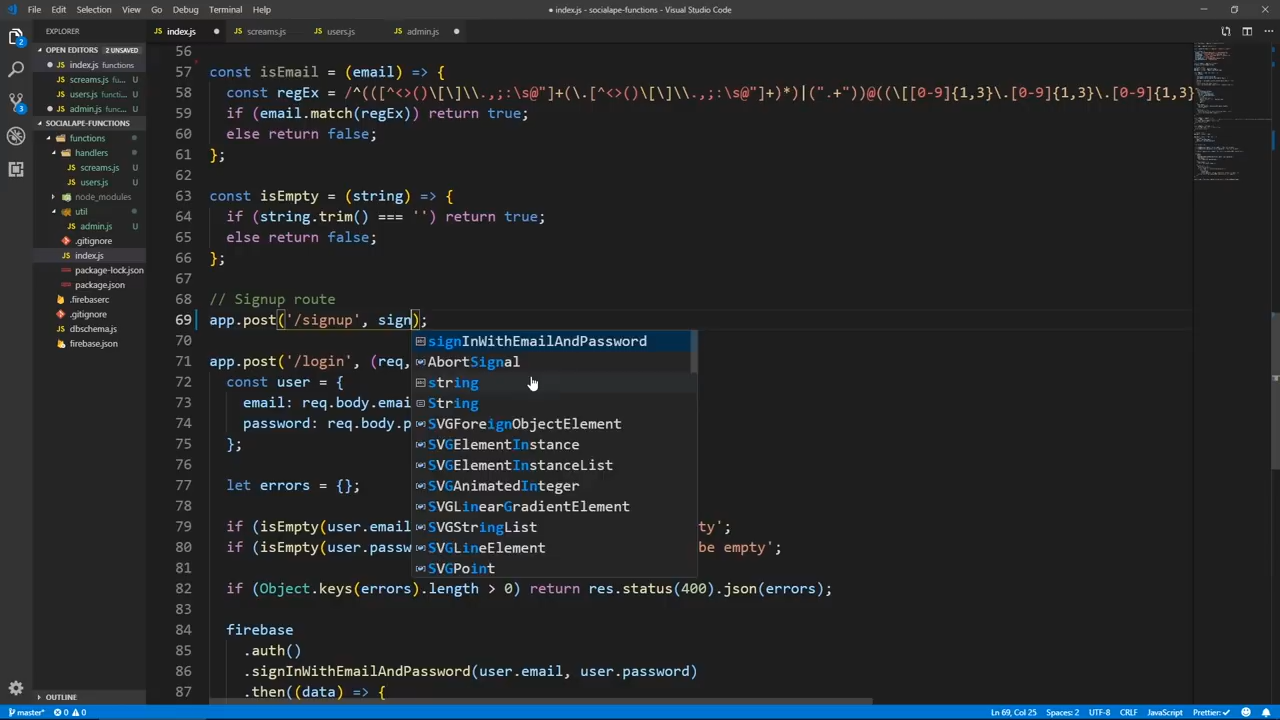 File Edit Selection View Go Debug Terminal Help
● index.js - socialape-functions - Visual Studio Code
EXPLORER
index.js ● screams.js users.js admin.js ●
OPEN EDITORS 2 UNSAVED
● index.js functions
screams.js fu...
users.js func...
● admin.js fu...
SOCIALAPE-FUNCTIONS
functions
handlers
screams.js U
users.js U
node_modules
util
admin.js U
.gitignore
index.js
package-lock.json
package.json
.firebaserc
.gitignore
dbschema.js
firebase.json
OUTLINE
2
3
56
57 const isEmail = (email) => {
58 const regEx = /^(([^<>()\[\]\\.,;:\s@"]+(\.[^<>()\[\]\\.,;:\s@"]+)*)|(".+"))@((\[[0-9]{1,3}\.[0-9]{1,3}\.[0-9]{1,3}
59 if (email.match(regEx)) return true;
60 else return false;
61 };
62
63 const isEmpty = (string) => {
64 if (string.trim() === '') return true;
65 else return false;
66 };
67
68 // Signup route
69 app.post('/signup', sign);
70
71 app.post('/login', (req,
72 const user = {
73 email: req.body.emai
74 password: req.body.p
75 };
76
77 let errors = {};
78
79 if (isEmpty(user.email ty';
80 if (isEmpty(user.passw be empty';
81
82 if (Object.keys(errors).length > 0) return res.status(400).json(errors);
83
84 firebase
85 .auth()
86 .signInWithEmailAndPassword(user.email, user.password)
87 .then((data) => {
signInWithEmailAndPassword
AbortSignal
string
String
SVGForeignObjectElement
SVGElementInstance
SVGElementInstanceList
SVGAnimatedInteger
SVGLinearGradientElement
SVGStringList
SVGLineElement
SVGPoint
master* 0 0
Ln 69, Col 25 Spaces: 2 UTF-8 CRLF JavaScript Prettier: ✓